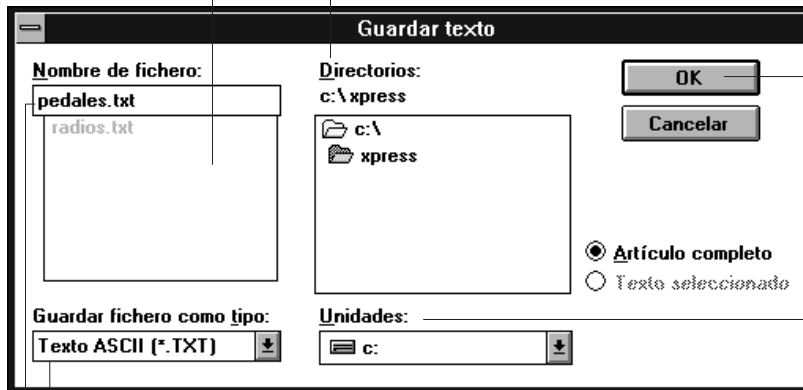 Guardar texto
Nombre de fichero:
pedales.txt
radios.txt
Directorios:
c:\xpress
c:\
xpress
OK
Cancelar
Artículo completo
Texto seleccionado
Guardar fichero como tipo:
Texto ASCII (*.TXT)
Unidades:
c: